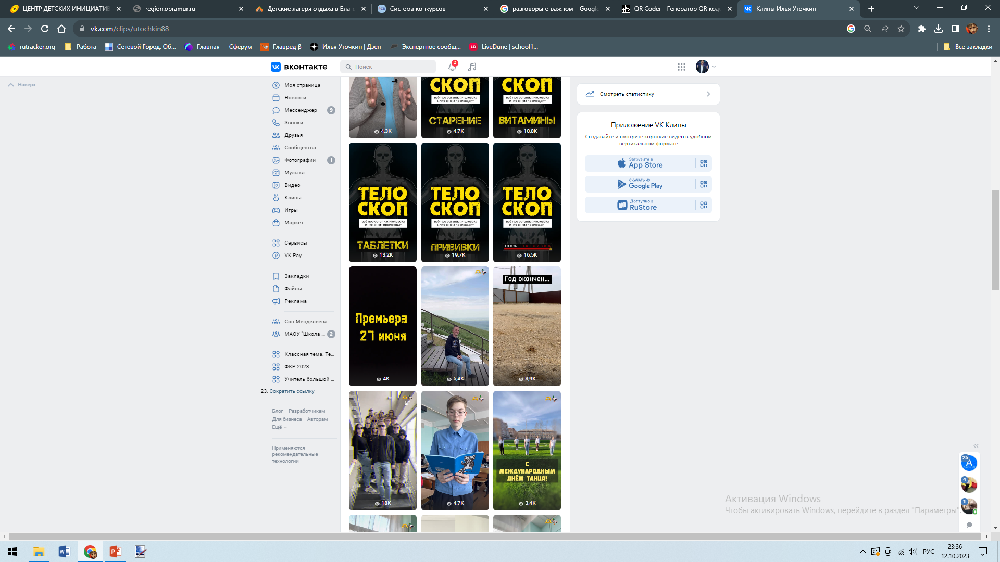 ЦЕНТР ДЕТСКИХ ИНИЦИАТИВ
region.obramur.ru
Детские лагеря отдыха в Благо
Система конкурсов
разговоры о важном – Google
QR Coder - Генератор QR код
Клипы Илья Уточкин
vk.com/clips/utochkin88
rutracker.org
Работа
Сетевой Город. Об...
Главная — Сферум
Главред β
Илья Уточкин | Дзен
Экспертное сообщ...
LD
LiveDune | school1...
Все закладки
вконтакте
Поиск
2
Наверх
Моя страница
Новости
Мессенджер 9
Звонки
Друзья
Сообщества
Фотографии 1
Музыка
Видео
Клипы
Игры
Маркет
Сервисы
VK Pay
Закладки
Файлы
Реклама
Сон Менделеева
МАОУ "Школа ... 2
Классная тема. Те...
ФКР 2023
Учитель большой ...
23. Сократить ссылку
Блог Разработчикам
Для бизнеса Авторам
Ещё
Применяются
рекомендательные
технологии
4,3K
СКОП
всё про организм человека
и что в нём происходит
СТАРЕНИЕ
4,7K
СКОП
всё про организм человека
и что в нём происходит
ВИТАМИНЫ
10,8K
ТЕЛО
СКОП
всё про организм человека
и что в нём происходит
ТАБЛЕТКИ
13,2K
ТЕЛО
СКОП
всё про организм человека
и что в нём происходит
ПРИВИВКИ
19,7K
ТЕЛО
СКОП
всё про организм человека
и что в нём происходи
100% ЗАГРУЗКА
16,5K
Премьера
27 июня
4K
5,4K
Год окончен...
3,9K
6Г
18K
4,7K
С
МЕЖДУНАРОДНЫМ
ДНЁМ ТАНЦА!
3,4K
Смотреть статистику
Приложение VK Клипы
Создавайте и смотрите короткие видео в удобном
вертикальном формате
Загрузите в
App Store
СКАЧАТЬ ИЗ
Google Play
Доступно в
RuStore
25
4
1
Активация Windows
Чтобы активировать Windows, перейдите в раздел "Параметры".
РУС
23:36
12.10.2023